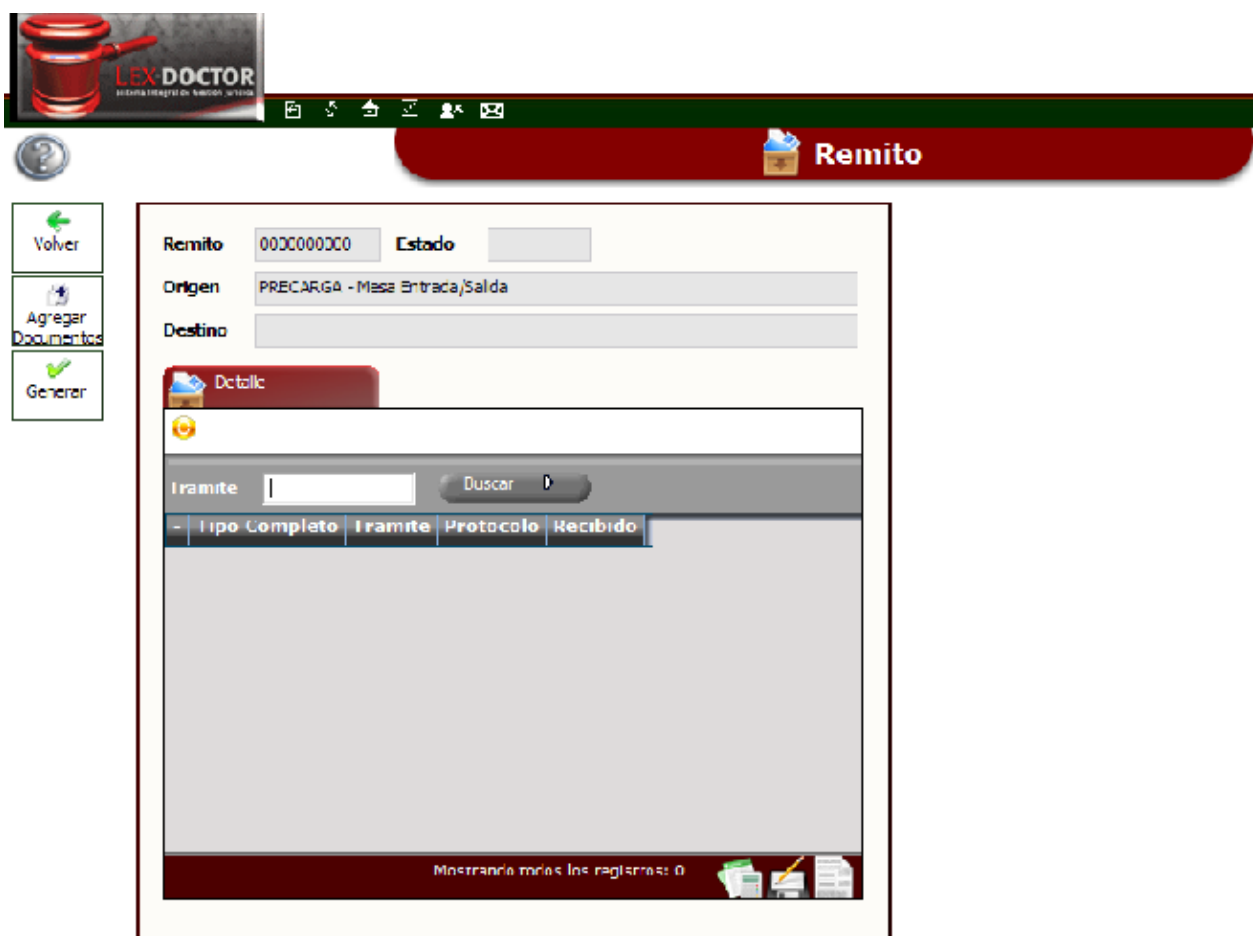 LEX-DOCTOR
Remito
Volver
Agregar
Documentos
Generar
Remito 0000000000 Estado
Origen PRECARGA - Mesa Entrada/Salida
Destino
Detalle
Tramite Buscar
- Tipo Completo Tramite Protocolo Recibido
Mostrando todos los registros: 0